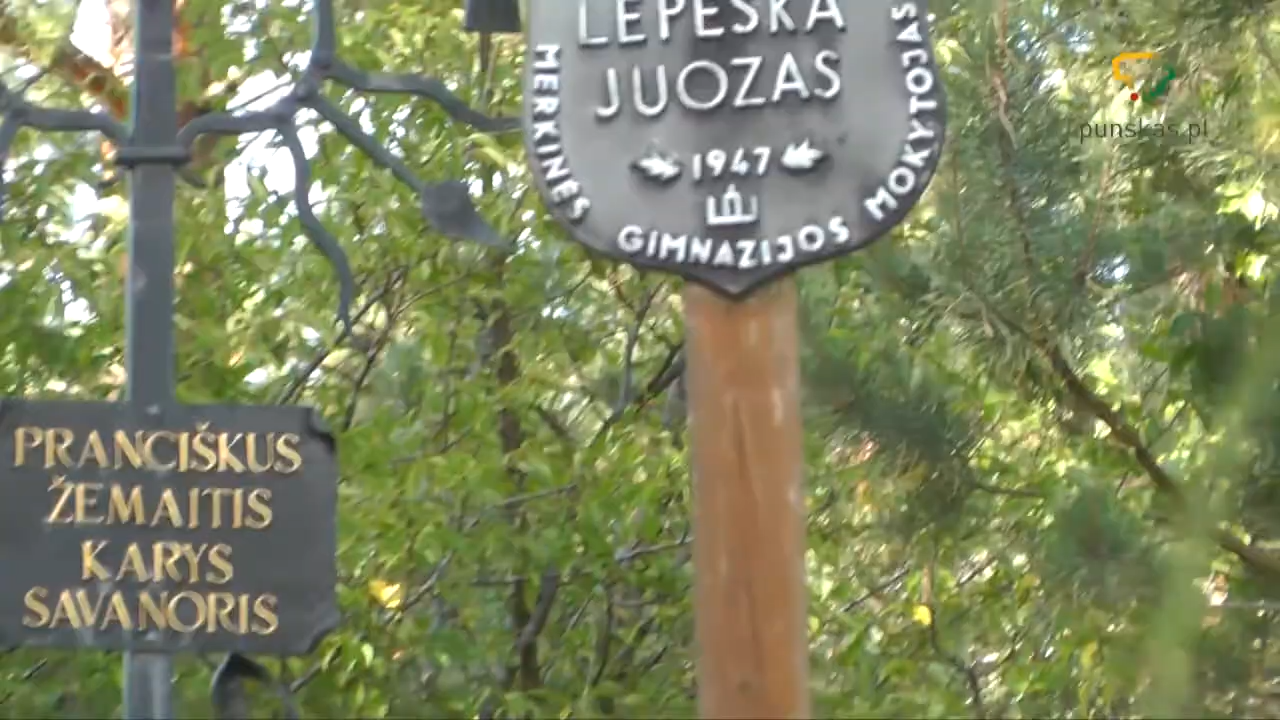 LEPEŠKA
JUOZAS
1947
MERKINĖS GIMNAZIJOS MOKYTOJAS
PRANCIŠKUS
ŽEMAITIS
KARYS
SAVANORIS
punskas.pl